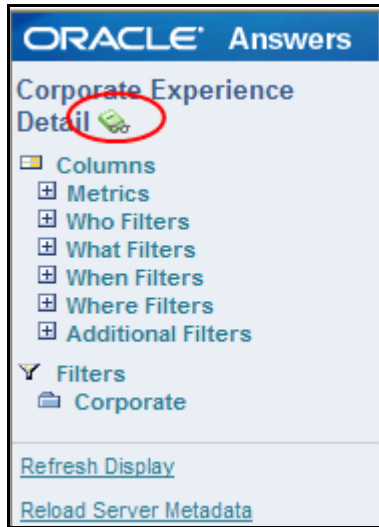 ORACLE Answers
Corporate Experience
Detail
Columns
Metrics
Who Filters
What Filters
When Filters
Where Filters
Additional Filters
Filters
Corporate
Refresh Display
Reload Server Metadata